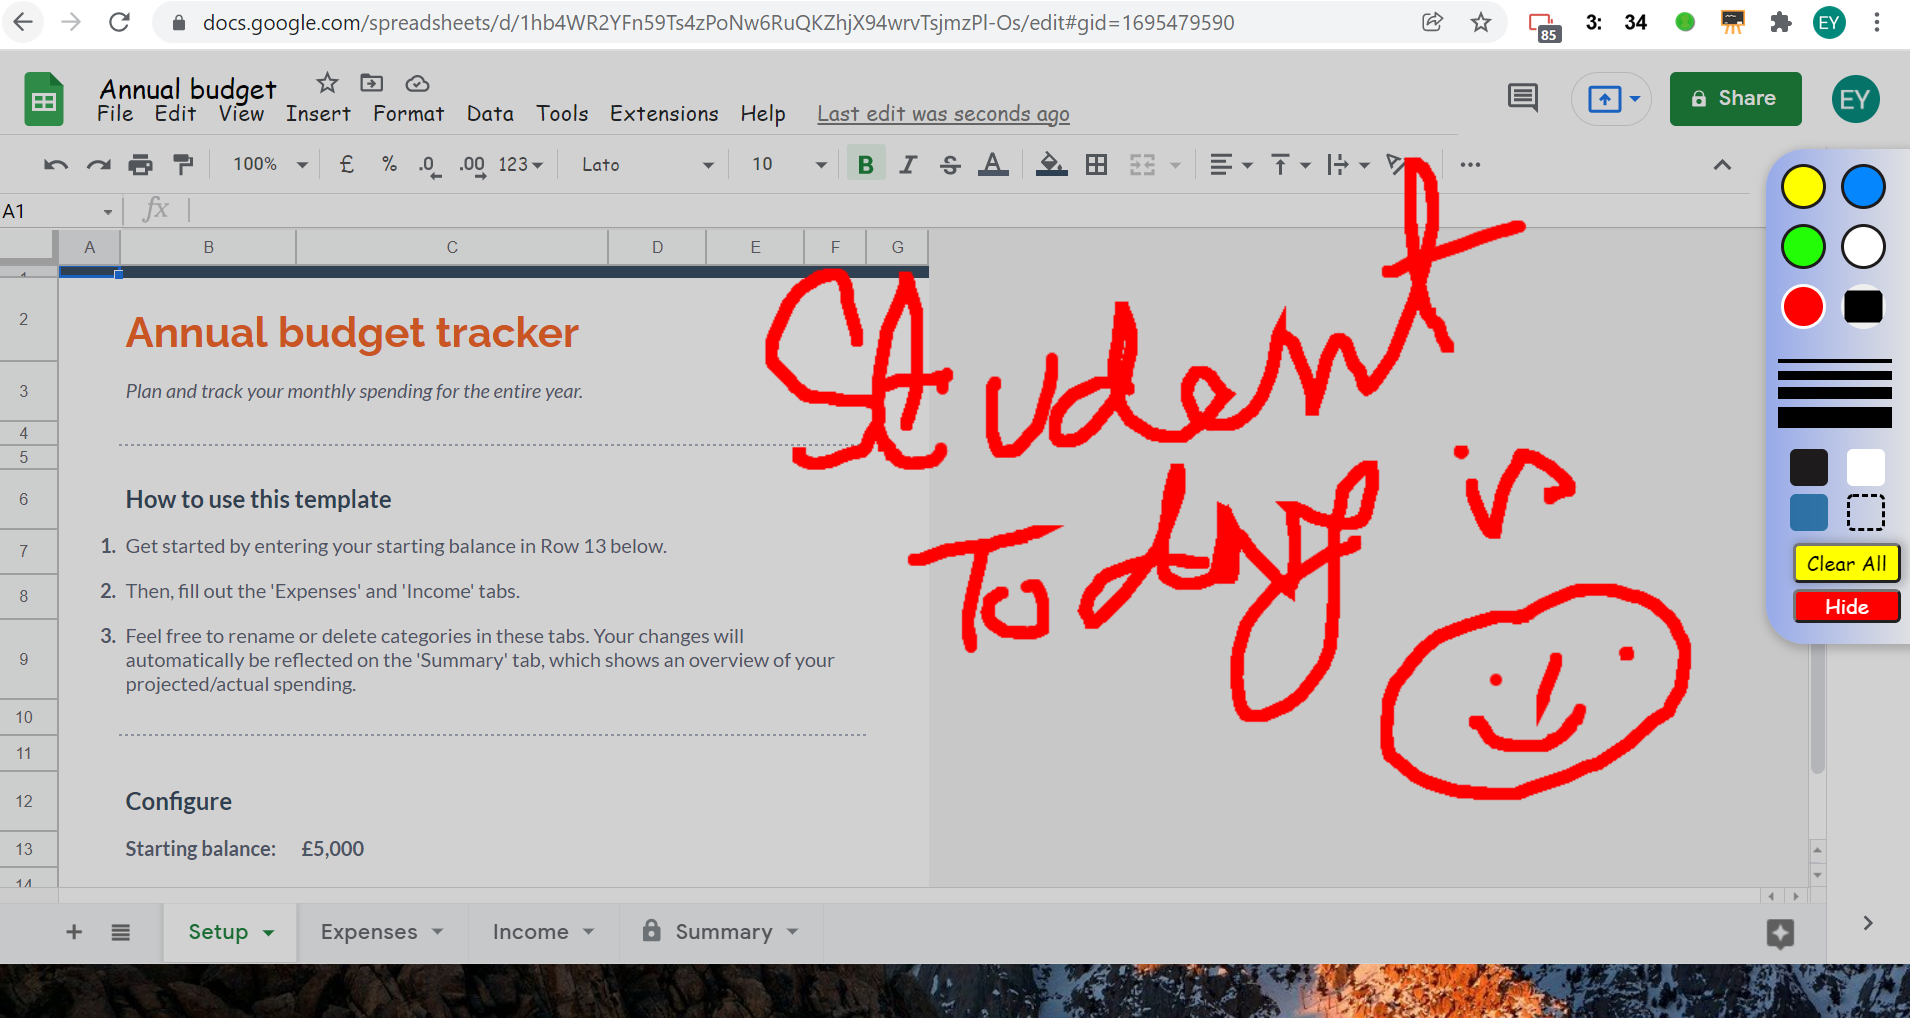 docs.google.com/spreadsheets/d/1hb4WR2YFn59Ts4zPoNw6RuQKZhjX94wrvTsjmzPI-Os/edit#gid=1695479590
85
3: 34
EY
Annual budget
File Edit View Insert Format Data Tools Extensions Help Last edit was seconds ago
Share
EY
100% £ % .0 .00 123 Lato 10 B I S A
A1 fx
A B C D E F G
1
2 Annual budget tracker
3 Plan and track your monthly spending for the entire year.
4
5
6 How to use this template
7 1. Get started by entering your starting balance in Row 13 below.
8 2. Then, fill out the 'Expenses' and 'Income' tabs.
9 3. Feel free to rename or delete categories in these tabs. Your changes will
automatically be reflected on the 'Summary' tab, which shows an overview of your
projected/actual spending.
10
11
12 Configure
13 Starting balance: £5,000
14
Student
Today is
Clear All
Hide
Setup Expenses Income Summary